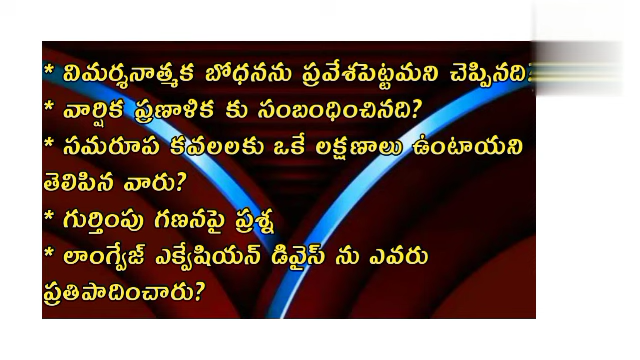 * విమర్శనాత్మక బోధనను ప్రవేశపెట్టమని చెప్పినది?
* వార్షిక ప్రణాళిక కు సంబంధించినది?
* సమరూప కవలలకు ఒకే లక్షణాలు ఉంటాయని
తెలిపిన వారు?
* గుర్తింపు గణనపై ప్రశ్న
* లాంగ్వేజ్ ఎక్వేషియన్ డివైస్ ను ఎవరు
ప్రతిపాదించారు?